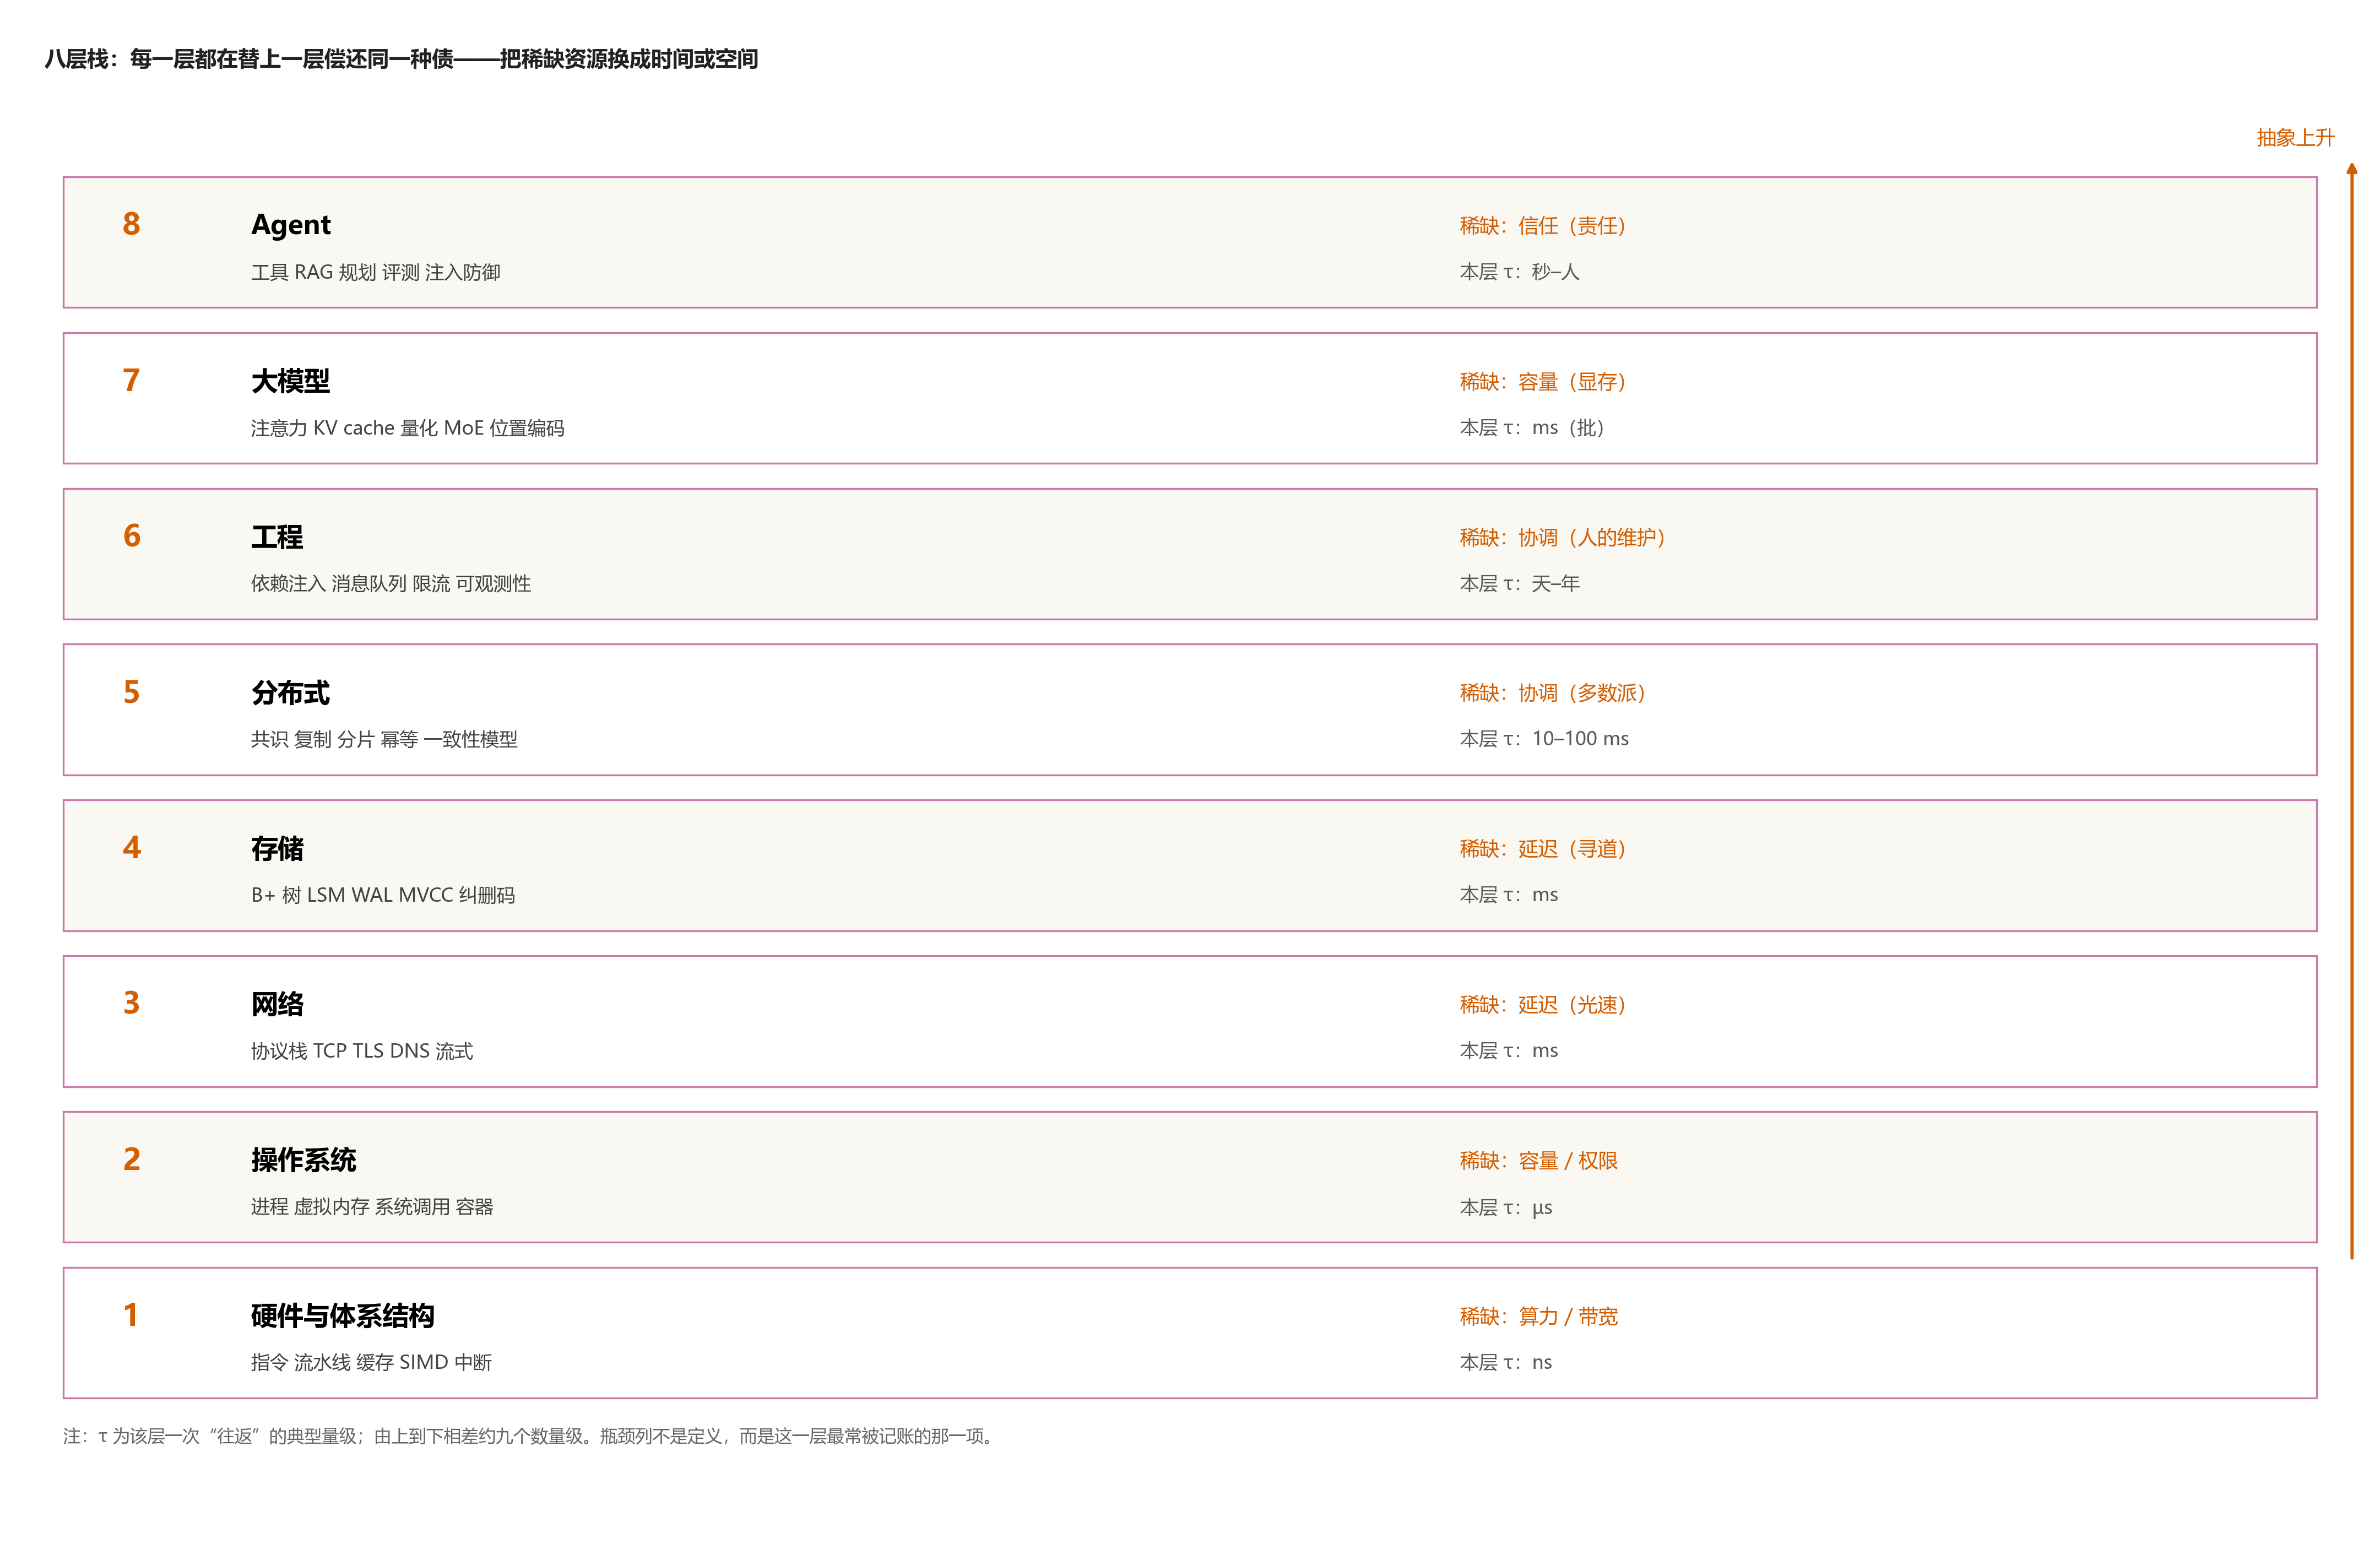 八层栈：每一层都在替上一层偿还同一种债——把稀缺资源换成时间或空间
抽象上升
8
Agent
稀缺：信任（责任）
工具 RAG 规划 评测 注入防御
本层 τ：秒–人
7
大模型
稀缺：容量（显存）
注意力 KV cache 量化 MoE 位置编码
本层 τ：ms（批）
6
工程
稀缺：协调（人的维护）
依赖注入 消息队列 限流 可观测性
本层 τ：天–年
5
分布式
稀缺：协调（多数派）
共识 复制 分片 幂等 一致性模型
本层 τ：10–100 ms
4
存储
稀缺：延迟（寻道）
B+ 树 LSM WAL MVCC 纠删码
本层 τ：ms
3
网络
稀缺：延迟（光速）
协议栈 TCP TLS DNS 流式
本层 τ：ms
2
操作系统
稀缺：容量 / 权限
进程 虚拟内存 系统调用 容器
本层 τ：µs
1
硬件与体系结构
稀缺：算力 / 带宽
指令 流水线 缓存 SIMD 中断
本层 τ：ns
注：τ 为该层一次“往返”的典型量级；由上到下相差约九个数量级。瓶颈列不是定义，而是这一层最常被记账的那一项。